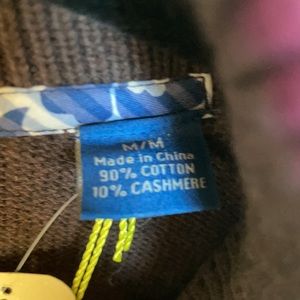 M/M
Made in China
90% COTTON
10% CASHMERE